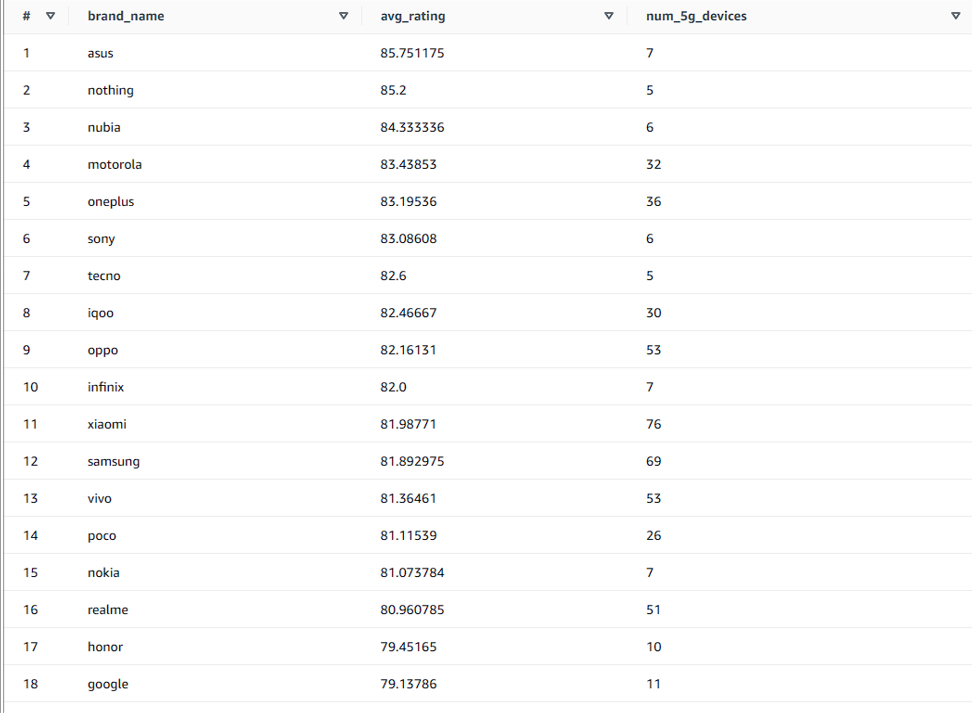 # brand_name avg_rating num_5g_devices
1 asus 85.751175 7
2 nothing 85.2 5
3 nubia 84.333336 6
4 motorola 83.43853 32
5 oneplus 83.19536 36
6 sony 83.08608 6
7 tecno 82.6 5
8 iqoo 82.46667 30
9 oppo 82.16131 53
10 infinix 82.0 7
11 xiaomi 81.98771 76
12 samsung 81.892975 69
13 vivo 81.36461 53
14 poco 81.11539 26
15 nokia 81.073784 7
16 realme 80.960785 51
17 honor 79.45165 10
18 google 79.13786 11